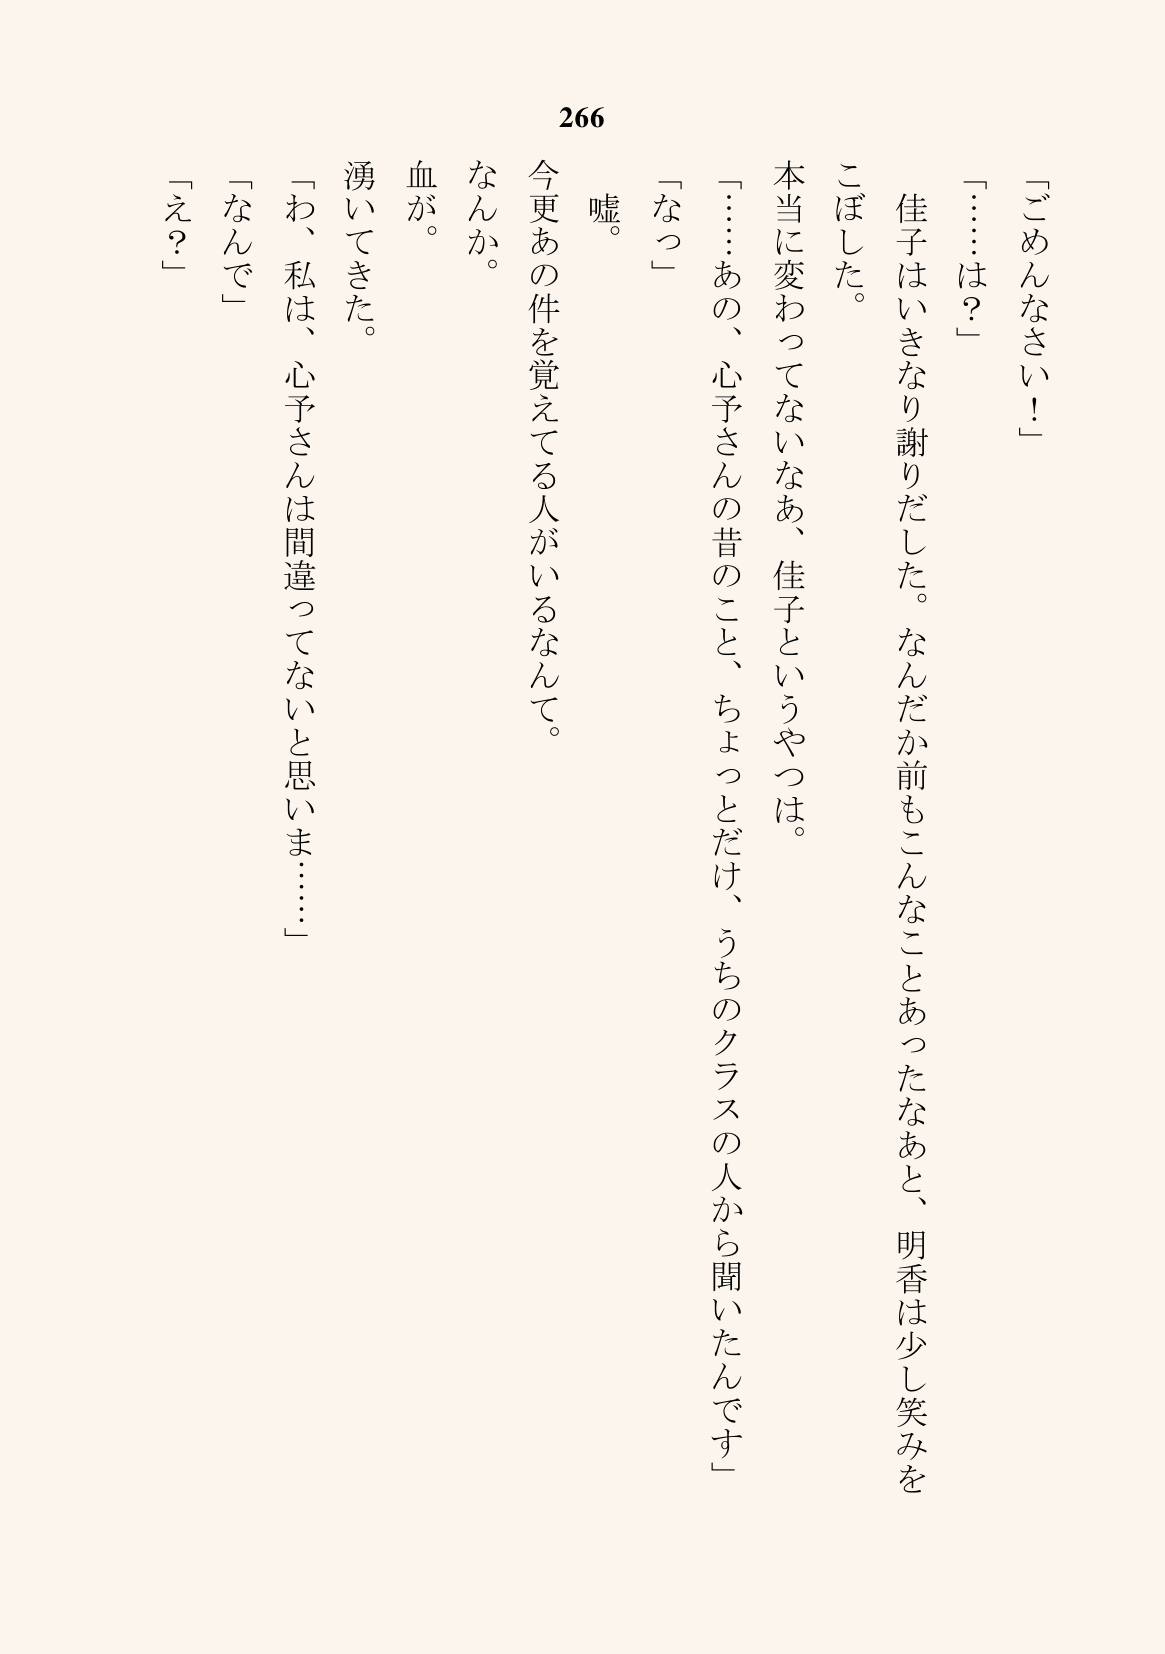 266
「ごめんなさい！」
「……は？」
　佳子はいきなり謝りだした。なんだか前もこんなことあったなあと、明香は少し笑みを
こぼした。
本当に変わってないなあ、佳子というやつは。
「……あの、心予さんの昔のこと、ちょっとだけ、うちのクラスの人から聞いたんです」
「なっ」
　嘘。
今更あの件を覚えてる人がいるなんて。
なんか。
血が。
湧いてきた。
「わ、私は、心予さんは間違ってないと思いま……」
「なんで」
「え？」